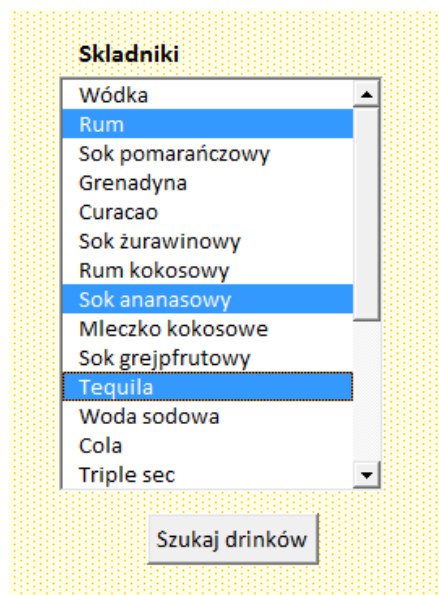 Skladniki
Wódka
Rum
Sok pomarańczowy
Grenadyna
Curacao
Sok żurawinowy
Rum kokosowy
Sok ananasowy
Mleczko kokosowe
Sok grejpfrutowy
Tequila
Woda sodowa
Cola
Triple sec
Szukaj drinków